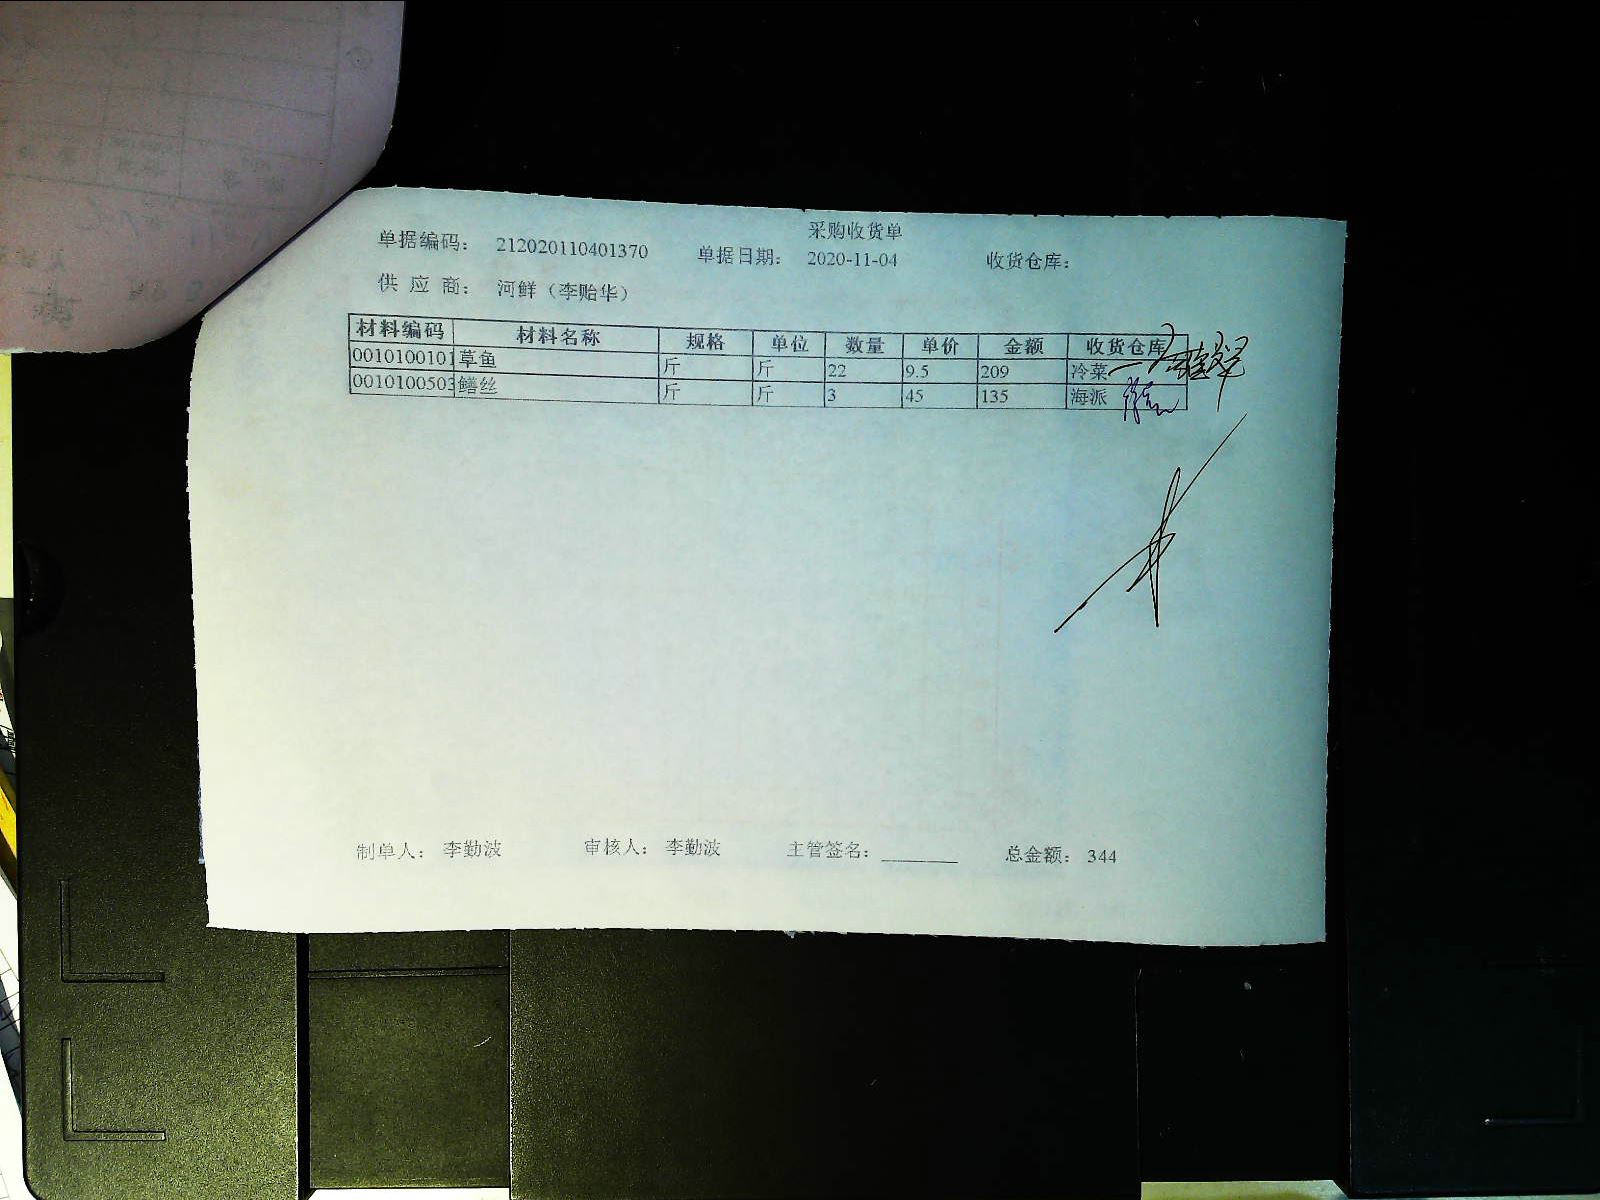 采购收货单
单据编码： 212020110401370 单据日期： 2020-11-04 收货仓库：
供 应 商： 河鲜（李贻华）
材料编码 材料名称 规格 单位 数量 单价 金额 收货仓库
0010100101 草鱼 斤 斤 22 9.5 209 冷菜
0010100503 鳝丝 斤 斤 3 45 135 海派
制单人： 李勤波 审核人： 李勤波 主管签名： 总金额： 344